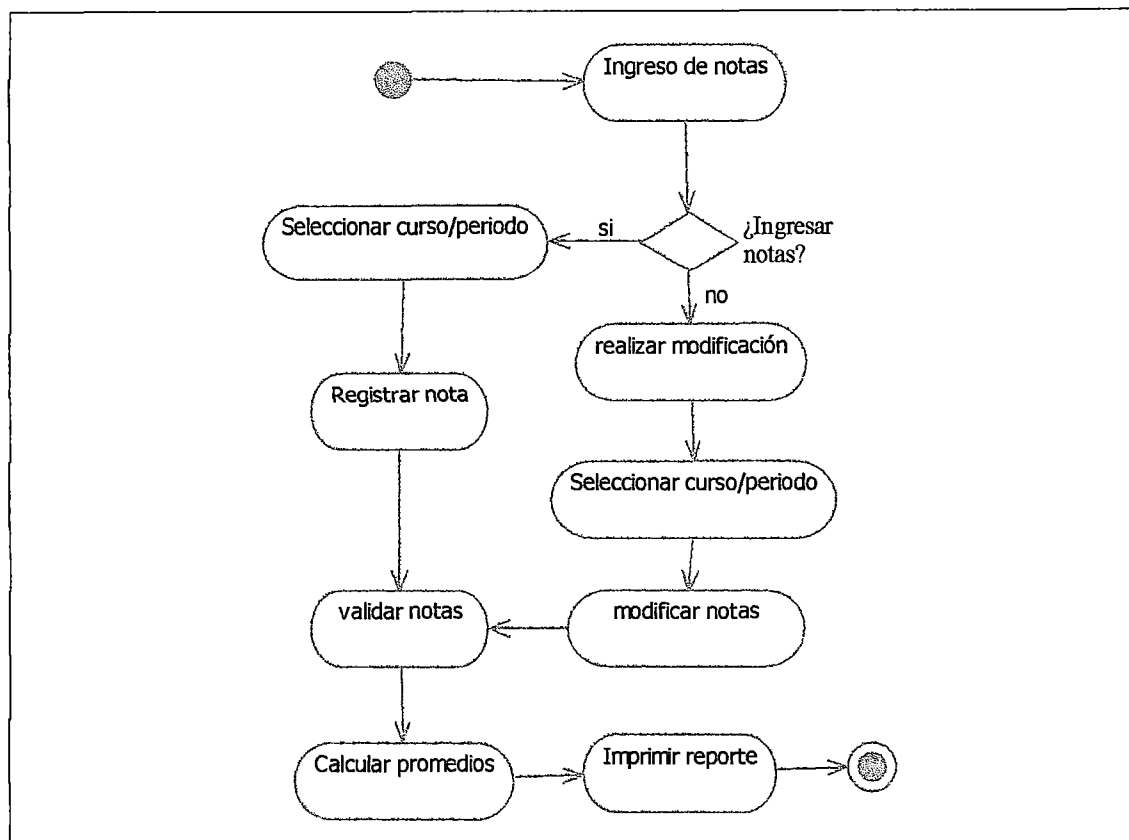 Ingreso de notas
Seleccionar curso/periodo
si
¿Ingresar
notas?
no
realizar modificación
Registrar nota
Seleccionar curso/periodo
validar notas
modificar notas
Calcular promedios
Imprimir reporte